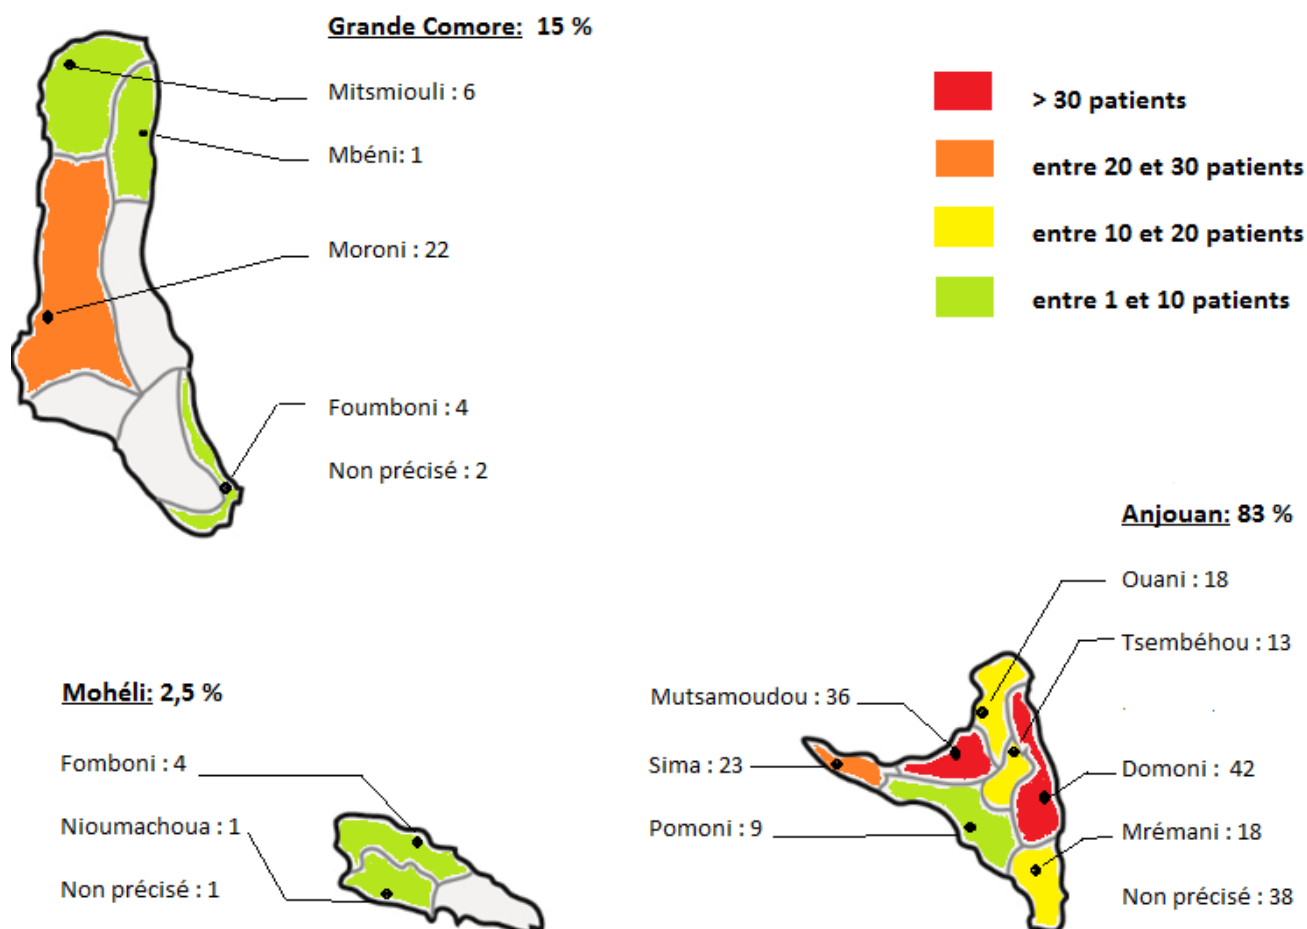 Grande Comore: 15 %
Mitsmiouli : 6
Mbéni: 1
Moroni : 22
Foumboni : 4
Non précisé : 2
> 30 patients
entre 20 et 30 patients
entre 10 et 20 patients
entre 1 et 10 patients
Anjouan: 83 %
Ouani : 18
Tsembéhou : 13
Mutsamoudou : 36
Sima : 23
Domoni : 42
Pomoni : 9
Mrémani : 18
Non précisé : 38
Mohéli: 2,5 %
Fomboni : 4
Nioumachoua : 1
Non précisé : 1